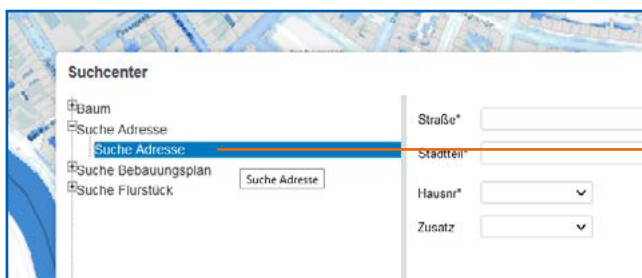 Suchcenter
Baum
Suche Adresse
Suche Adresse
Suche Bebauungsplan
Suche Adresse
Suche Flurstück
Straße*
Stadtteil*
Hausnr*
Zusatz